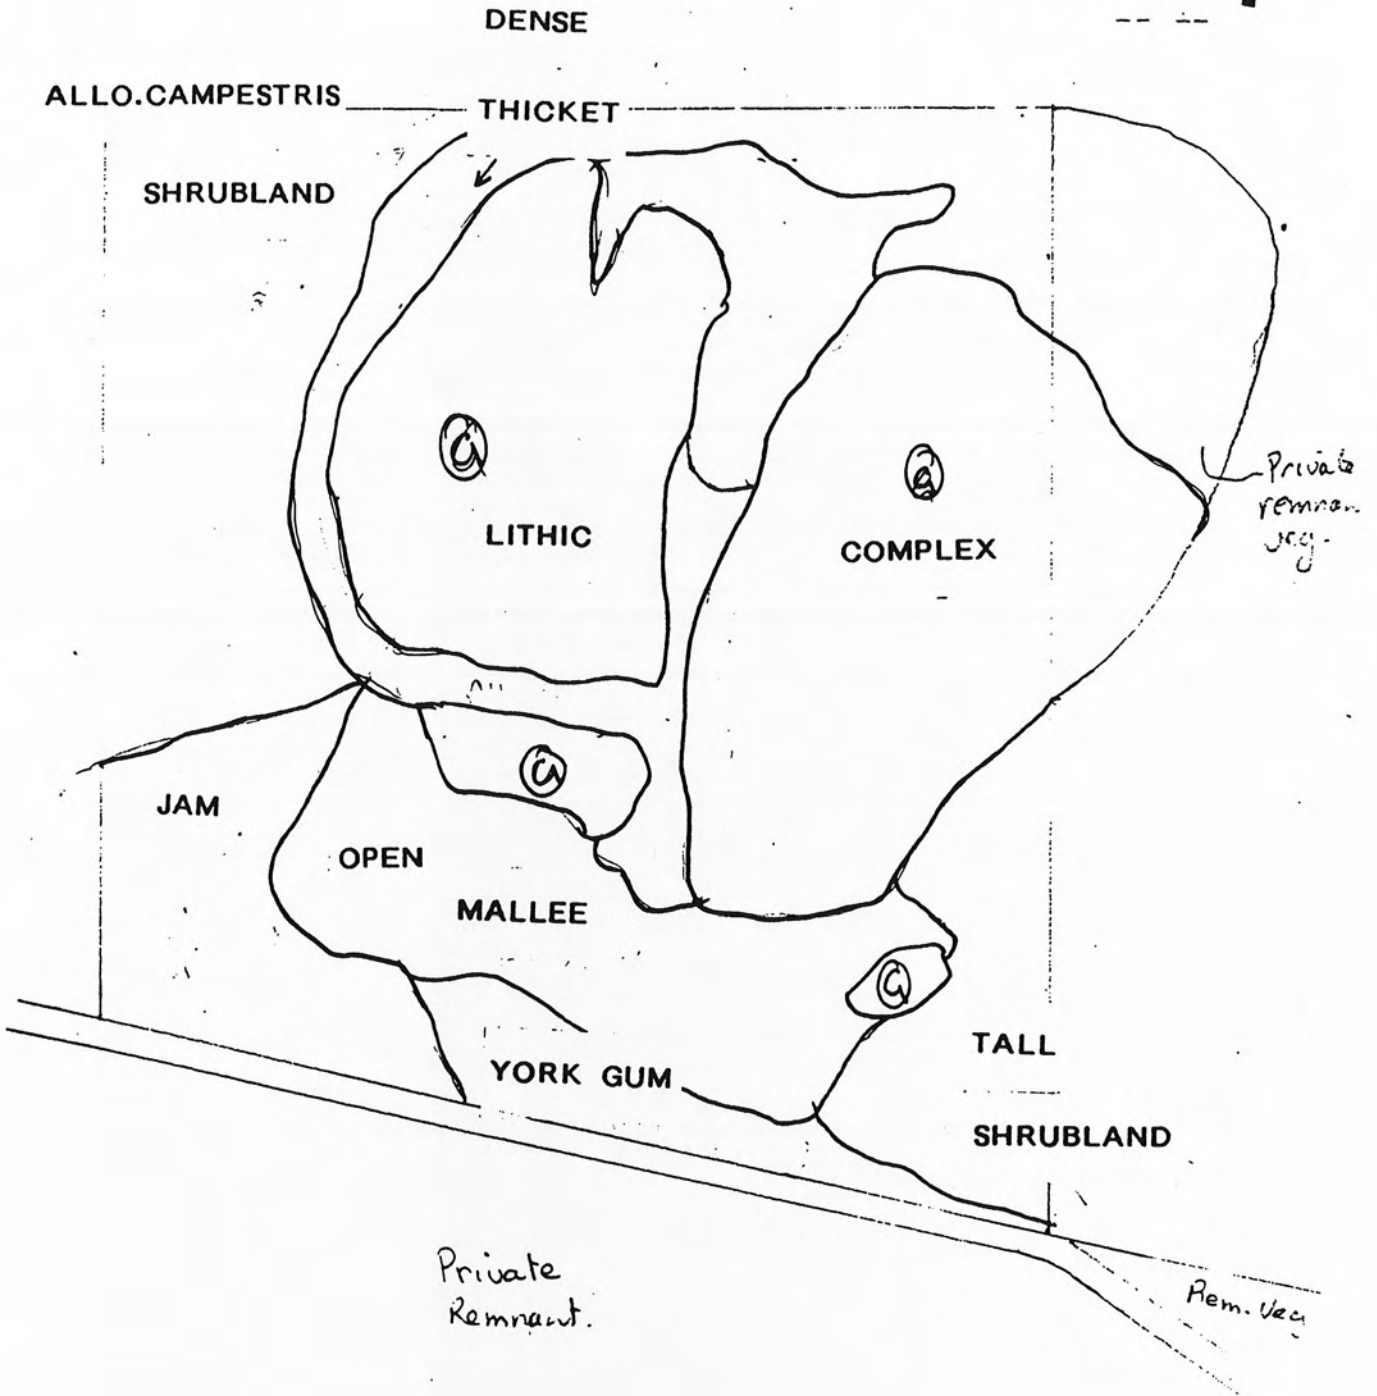 DENSE
ALLO.CAMPESTRIS
THICKET
SHRUBLAND
G
G
LITHIC
COMPLEX
Private
veg.
G
JAM
OPEN
MALLEE
G
TALL
YORK GUM
SHRUBLAND
Private
Remnant.
Rem. Veg